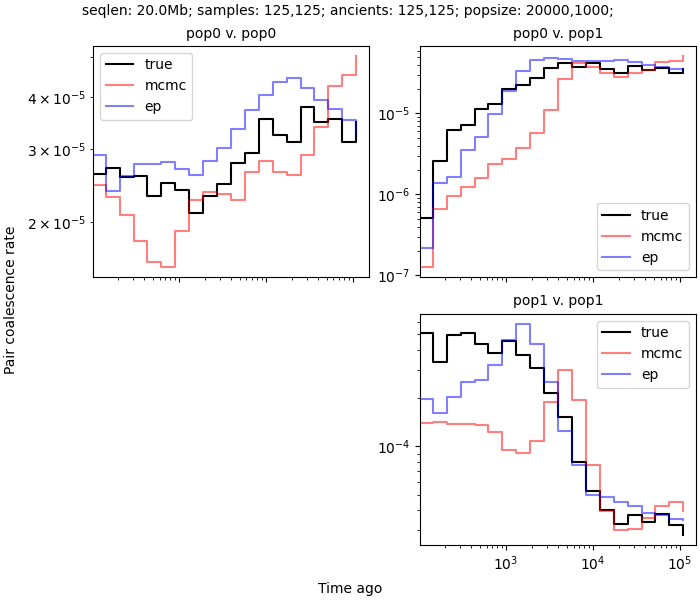 seqlen: 20.0Mb; samples: 125,125; ancients: 125,125; popsize: 20000,1000;
pop0 v. pop0
true
mcmc
ep
4 × 10⁻⁵
3 × 10⁻⁵
2 × 10⁻⁵
pop0 v. pop1
10⁻⁵
10⁻⁶
10⁻⁷
true
mcmc
ep
pop1 v. pop1
true
mcmc
ep
10⁻⁴
10³ 10⁴ 10⁵
Pair coalescence rate
Time ago